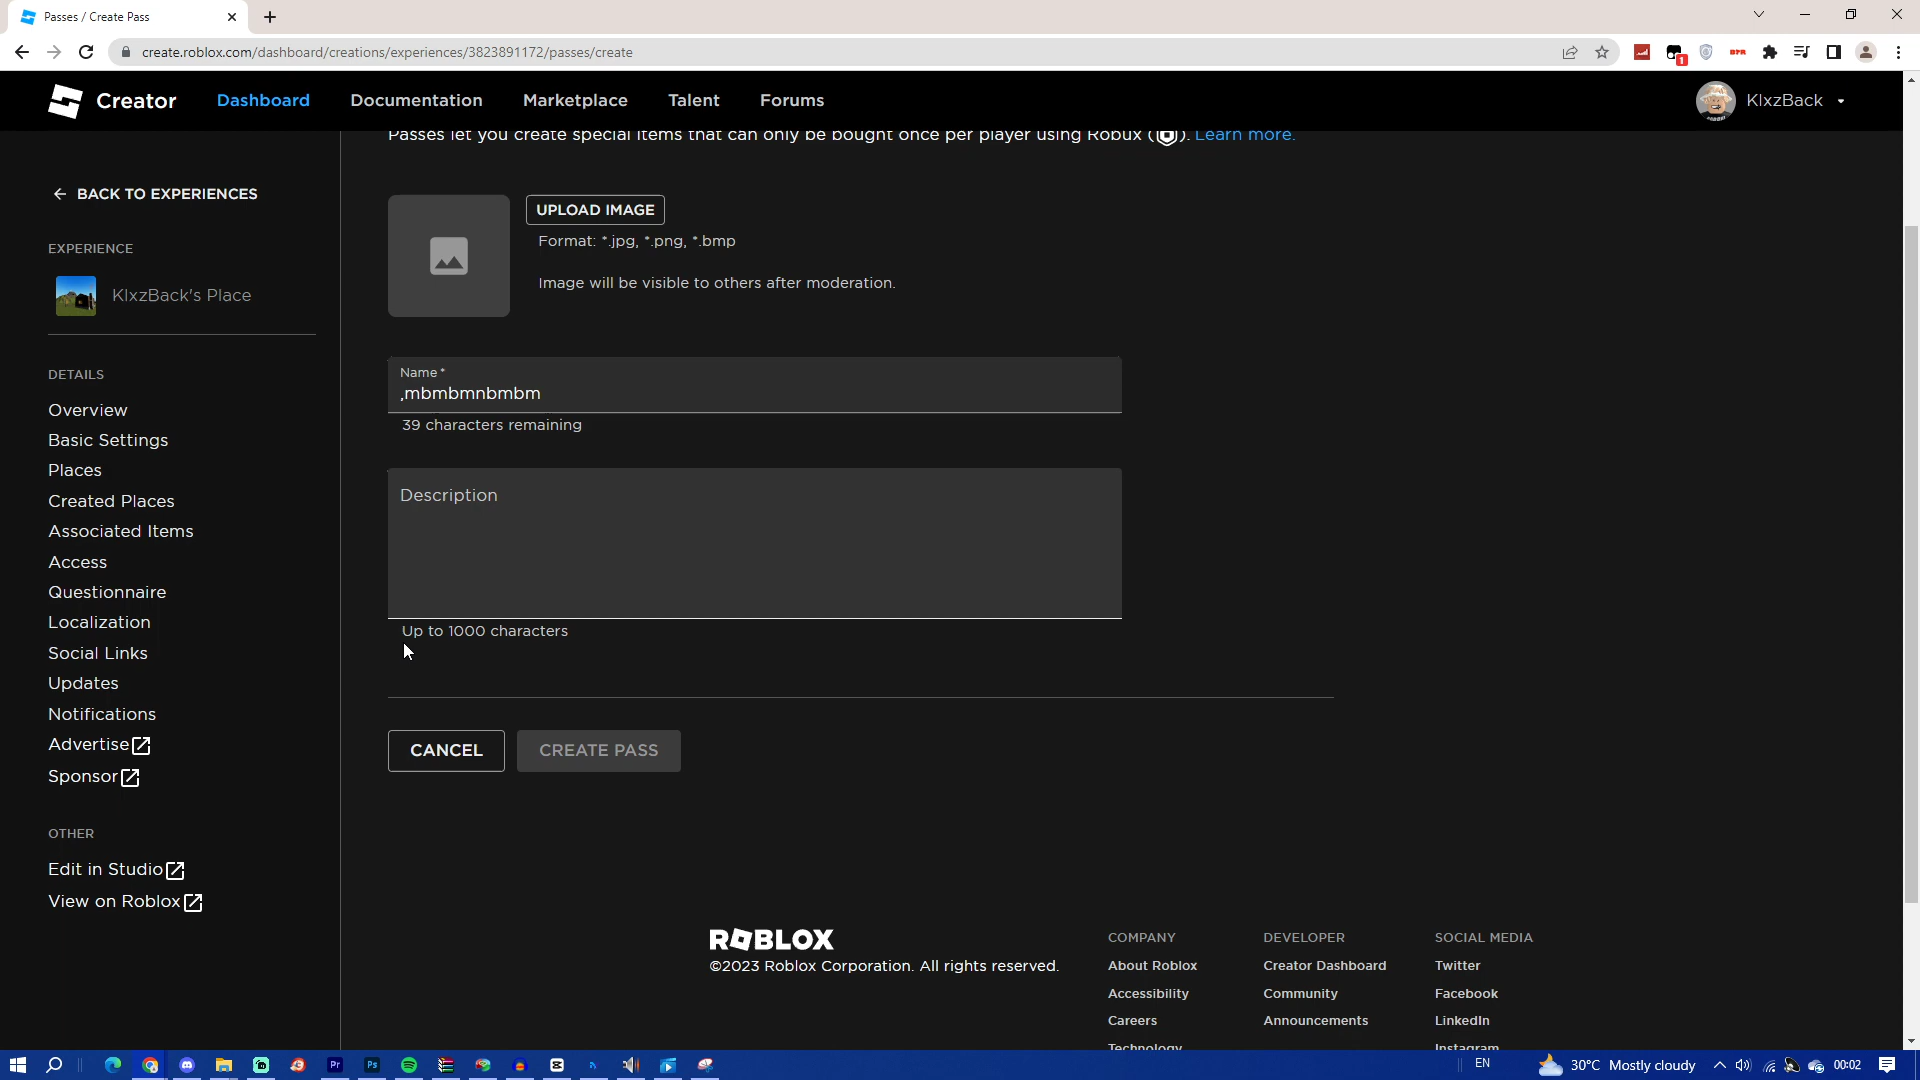 Passes / Create Pass
create.roblox.com/dashboard/creations/experiences/3823891172/passes/create
1
Creator
Dashboard
Documentation
Marketplace
Talent
Forums
KlxzBack
Passes let you create special items that can only be bought once per player using Robux ( ). Learn more.
BACK TO EXPERIENCES
EXPERIENCE
KlxzBack's Place
DETAILS
Overview
Basic Settings
Places
Created Places
Associated Items
Access
Questionnaire
Localization
Social Links
Updates
Notifications
Advertise
Sponsor
OTHER
Edit in Studio
View on Roblox
UPLOAD IMAGE
Format: *.jpg, *.png, *.bmp
Image will be visible to others after moderation.
Name *
,mbmbmnbmbm
39 characters remaining
Description
Up to 1000 characters
CANCEL
CREATE PASS
ROBLOX
©2023 Roblox Corporation. All rights reserved.
COMPANY
About Roblox
Accessibility
Careers
Technology
DEVELOPER
Creator Dashboard
Community
Announcements
SOCIAL MEDIA
Twitter
Facebook
LinkedIn
Instagram
Pr
Ps
EN
30°C Mostly cloudy
00:02